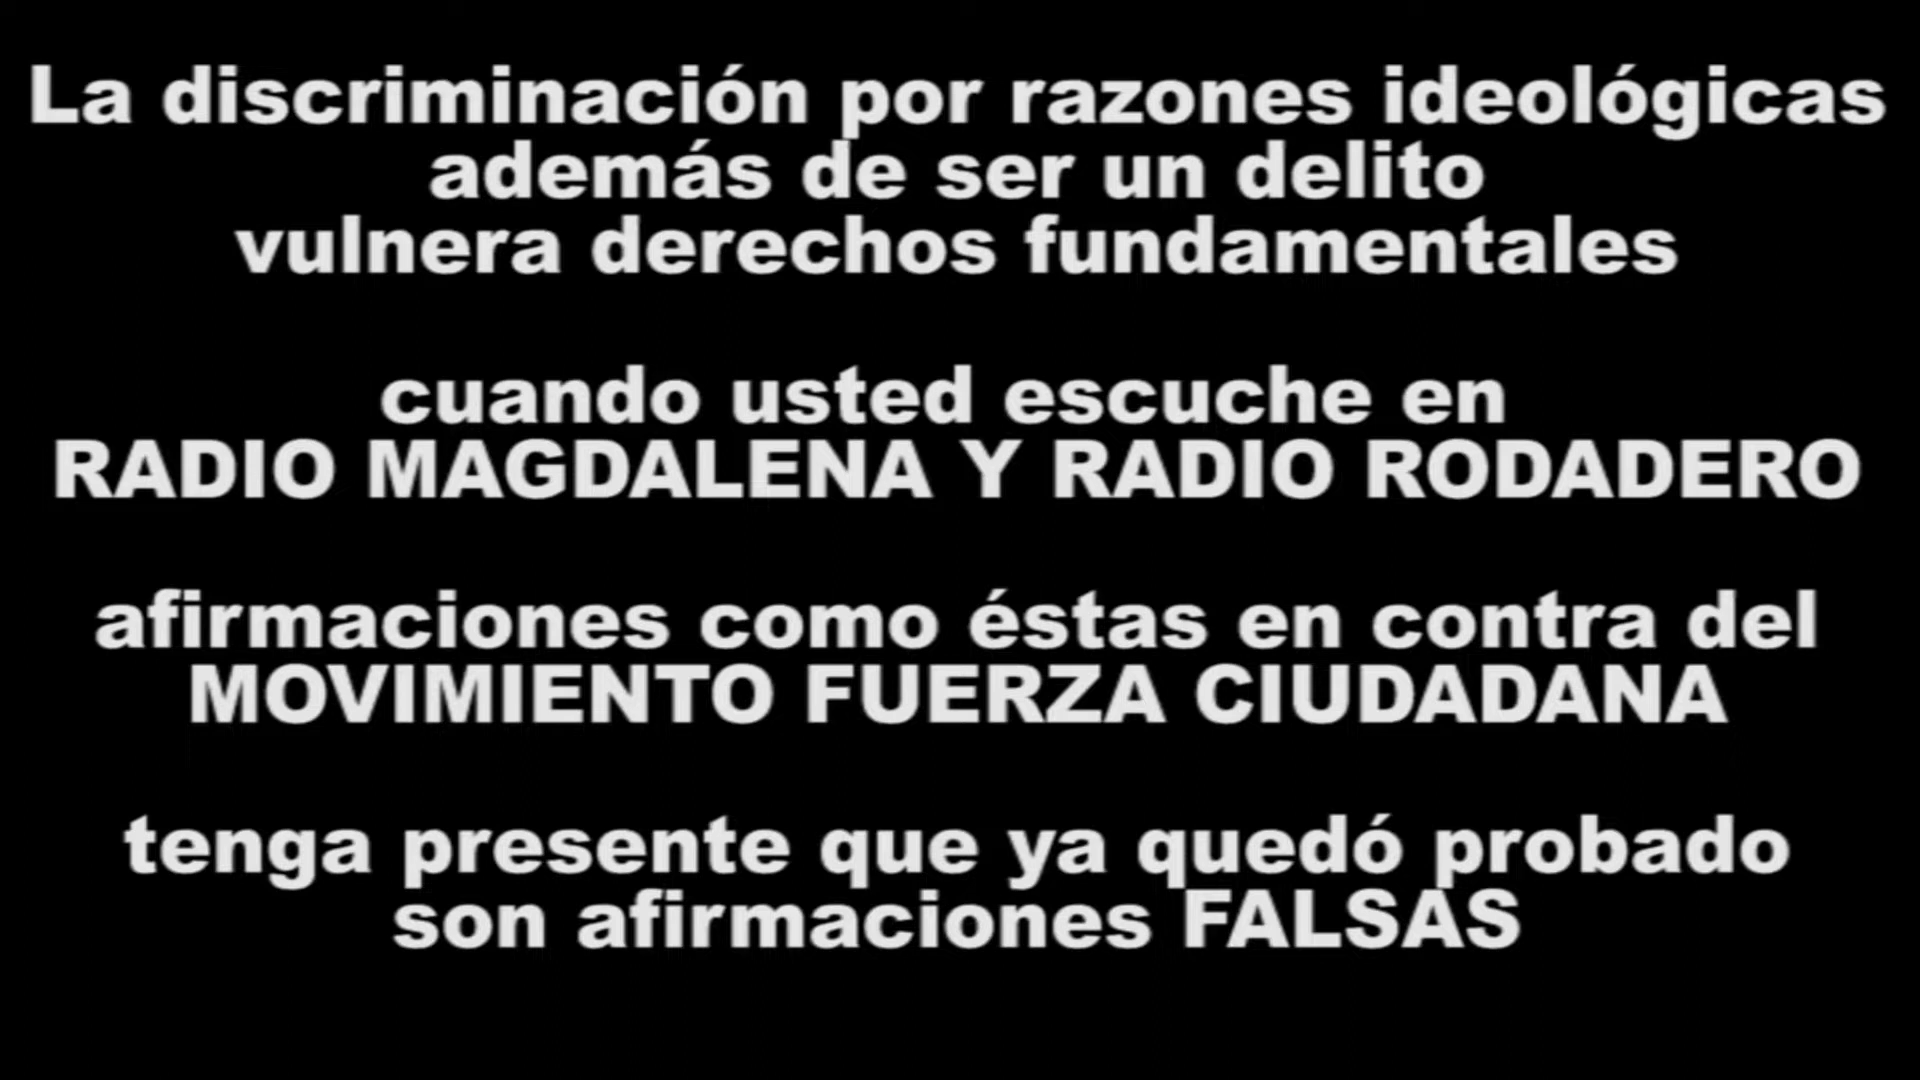 La discriminación por razones ideológicas
además de ser un delito
vulnera derechos fundamentales
cuando usted escuche en
RADIO MAGDALENA Y RADIO RODADERO
afirmaciones como éstas en contra del
MOVIMIENTO FUERZA CIUDADANA
tenga presente que ya quedó probado
son afirmaciones FALSAS